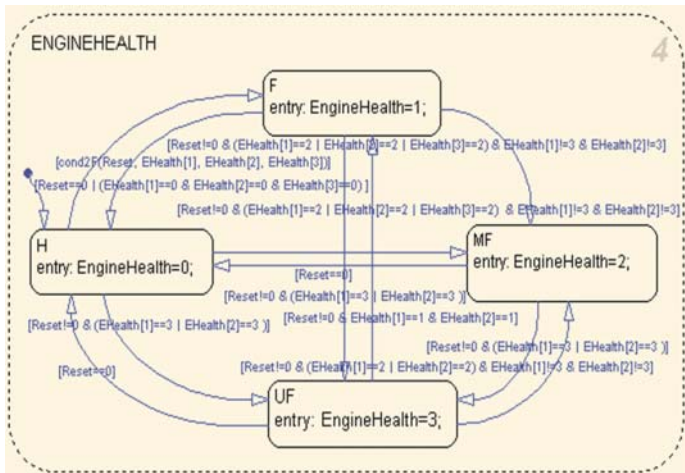 ENGINEHEALTH
4
F
entry: EngineHealth=1;
[Reset!=0 & (EHealth[1]==2 | EHealth[2]==2 | EHealth[3]==2) & EHealth[1]!=3 & EHealth[2]!=3]
[cond2F(Reset, EHealth[1], EHealth[2], EHealth[3])]
[Reset==0 | (EHealth[1]==0 & EHealth[2]==0 & EHealth[3]==0) ]
[Reset!=0 & (EHealth[1]==2 | EHealth[2]==2 | EHealth[3]==2) & EHealth[1]!=3 & EHealth[2]!=3]
H
entry: EngineHealth=0;
MF
entry: EngineHealth=2;
[Reset==0]
[Reset!=0 & (EHealth[1]==3 | EHealth[2]==3 )]
[Reset!=0 & EHealth[1]==1 & EHealth[2]==1]
[Reset!=0 & (EHealth[1]==3 | EHealth[2]==3 )]
[Reset!=0 & (EHealth[1]==3 | EHealth[2]==3 )]
[Reset==0]
[Reset!=0 & (EHealth[1]==2 | EHealth[2]==2) & EHealth[1]!=3 & EHealth[2]!=3]
UF
entry: EngineHealth=3;